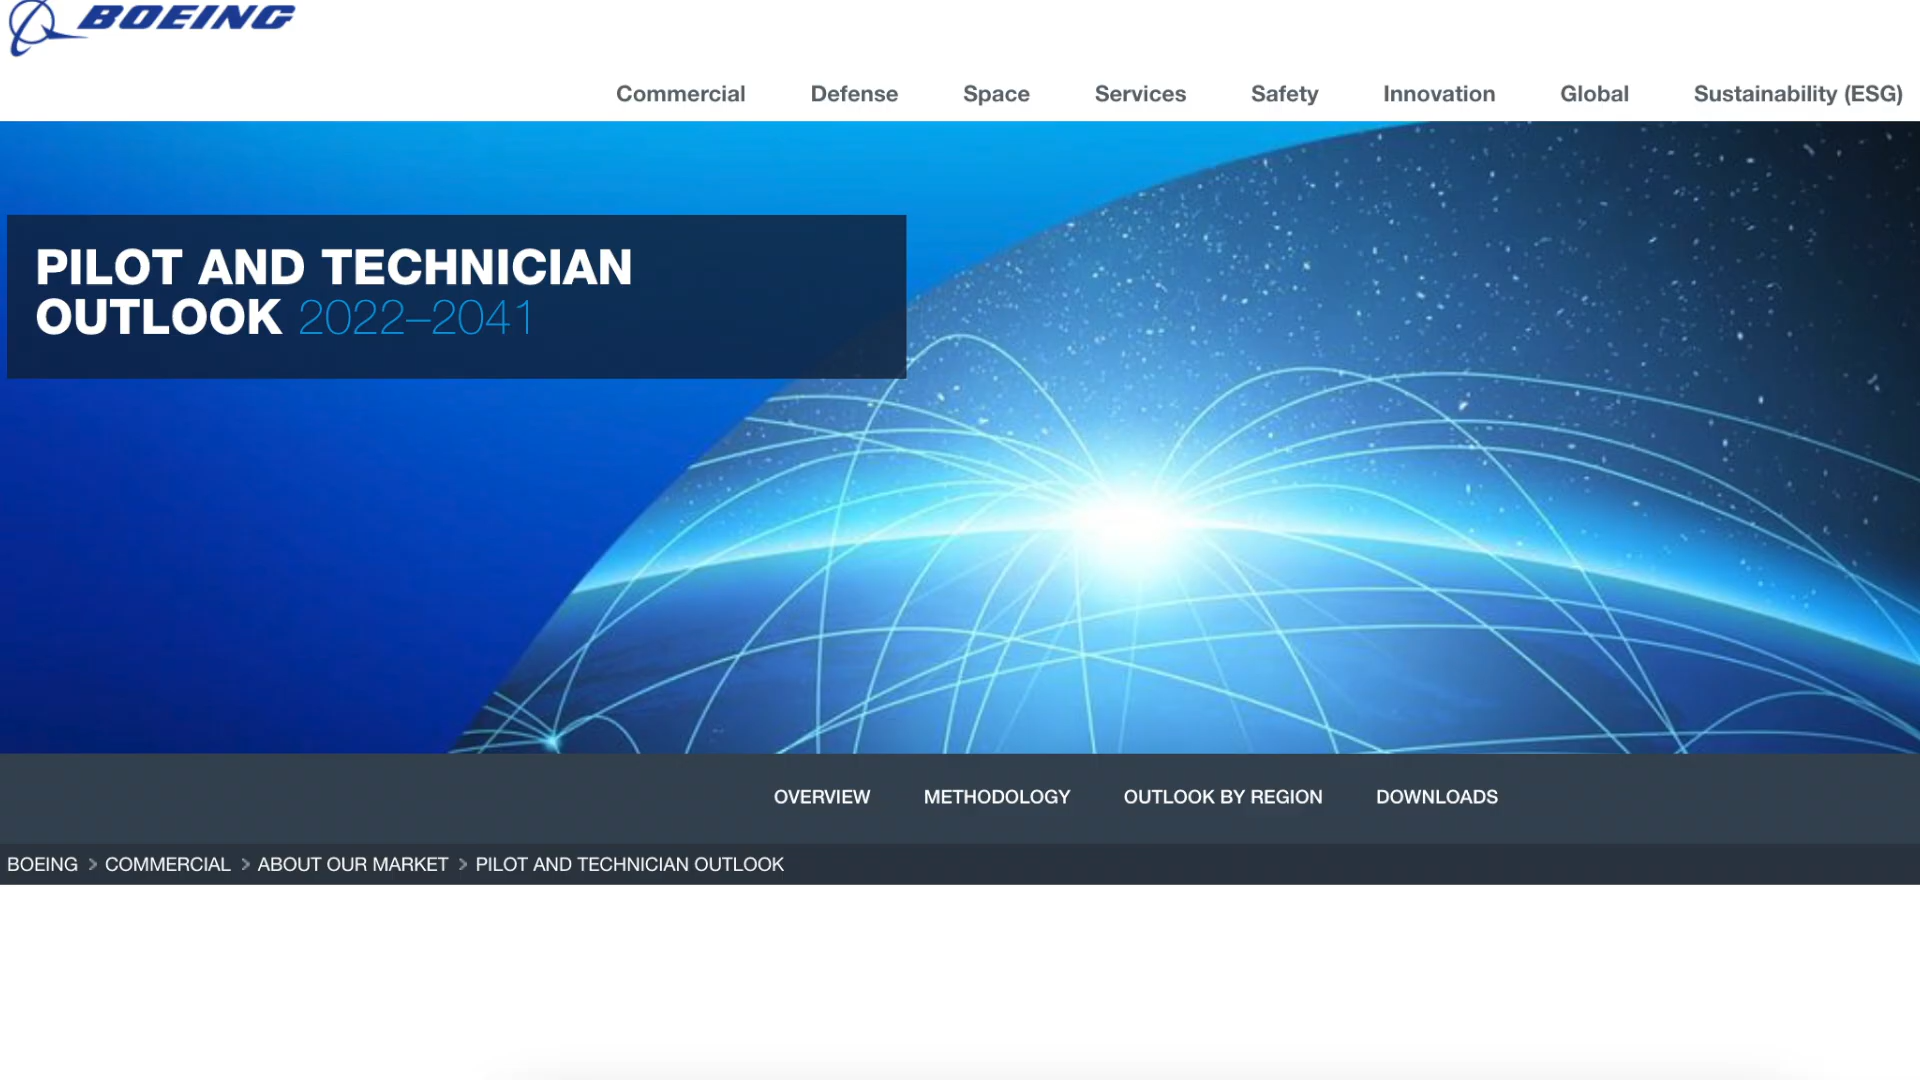 BOEING
Commercial Defense Space Services Safety Innovation Global Sustainability (ESG)
PILOT AND TECHNICIAN
OUTLOOK 2022–2041
OVERVIEW METHODOLOGY OUTLOOK BY REGION DOWNLOADS
BOEING > COMMERCIAL > ABOUT OUR MARKET > PILOT AND TECHNICIAN OUTLOOK